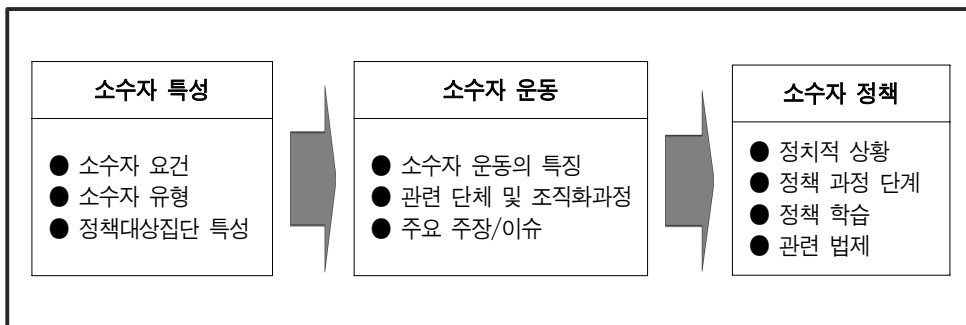 소수자 특성
● 소수자 요건
● 소수자 유형
● 정책대상집단 특성
소수자 운동
● 소수자 운동의 특징
● 관련 단체 및 조직화과정
● 주요 주장/이슈
소수자 정책
● 정치적 상황
● 정책 과정 단계
● 정책 학습
● 관련 법제